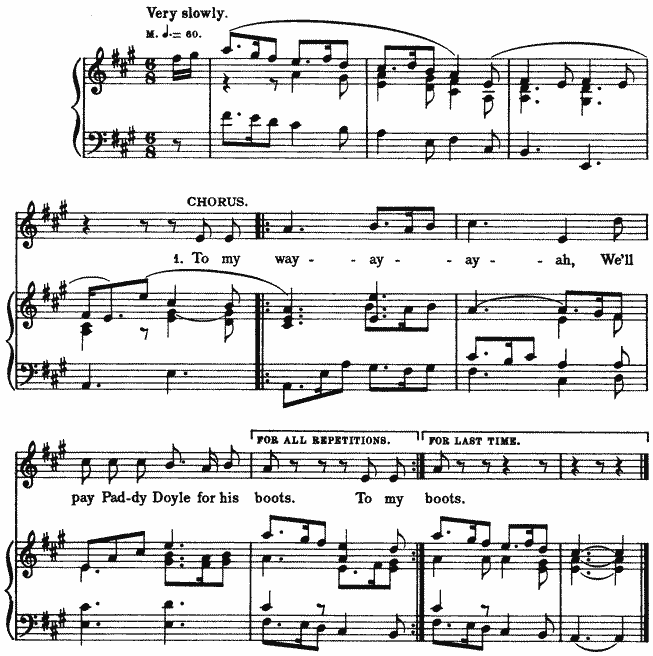 Very slowly.
M. ♩. = 60.
CHORUS.
1. To my way - - ay - - ay - ah, We'll
FOR ALL REPETITIONS. FOR LAST TIME.
pay Pad-dy Doyle for his boots. To my boots.